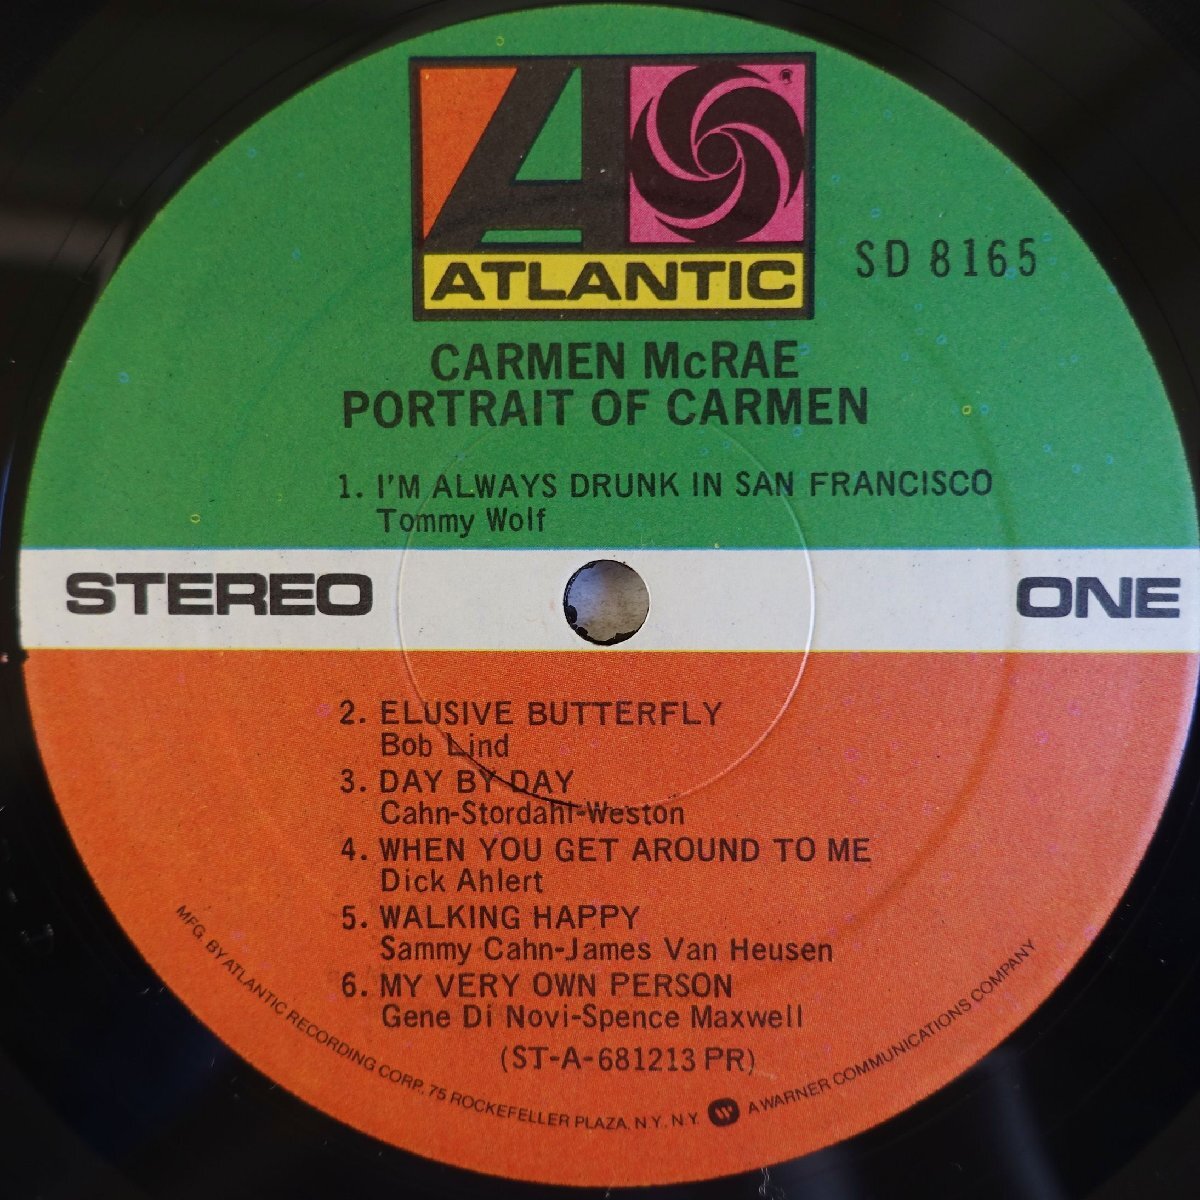 ATLANTIC
®
SD 8165
CARMEN McRAE
PORTRAIT OF CARMEN
1. I'M ALWAYS DRUNK IN SAN FRANCISCO
Tommy Wolf
STEREO
ONE
2. ELUSIVE BUTTERFLY
Bob Lind
3. DAY BY DAY
Cahn-Stordahl-Weston
4. WHEN YOU GET AROUND TO ME
Dick Ahlert
5. WALKING HAPPY
Sammy Cahn-James Van Heusen
6. MY VERY OWN PERSON
Gene Di Novi-Spence Maxwell
(ST-A-681213 PR)
MFG. BY ATLANTIC RECORDING CORP., 75 ROCKEFELLER PLAZA, N.Y. N.Y. A WARNER COMMUNICATIONS COMPANY